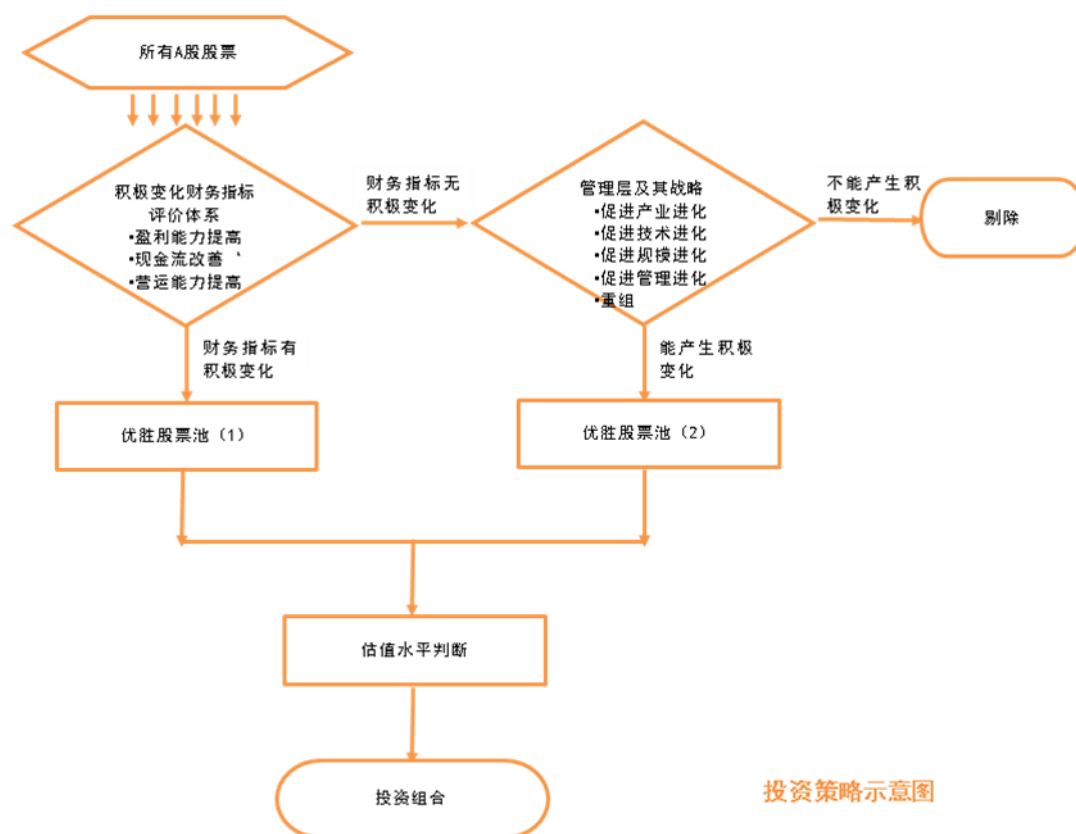 所有A股股票
积极变化财务指标
评价体系
▪盈利能力提高
▪现金流改善 `
▪营运能力提高
财务指标无
积极变化
管理层及其战略
▪促进产业进化
▪促进技术进化
▪促进规模进化
▪促进管理进化
▪重组
不能产生积
极变化
剔除
财务指标有
积极变化
能产生积极
变化
优胜股票池（1）
优胜股票池（2）
估值水平判断
投资组合
投资策略示意图